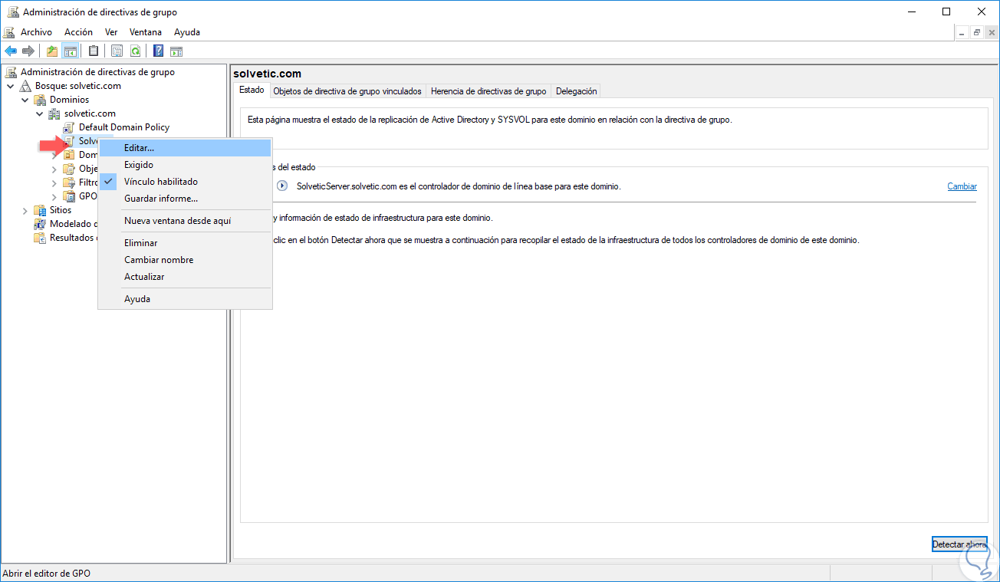 Administración de directivas de grupo
Archivo Acción Ver Ventana Ayuda
Administración de directivas de grupo
Bosque: solvetic.com
Dominios
solvetic.com
Default Domain Policy
Editar...
Exigido
Vínculo habilitado
Guardar informe...
Nueva ventana desde aquí
Eliminar
Cambiar nombre
Actualizar
Ayuda
GPO
Sitios
Modelado
Resultados
solvetic.com
Estado Objetos de directiva de grupo vinculados Herencia de directivas de grupo Delegación
Esta página muestra el estado de la replicación de Active Directory y SYSVOL para este dominio en relación con la directiva de grupo.
del estado
SolveticServer.solvetic.com es el controlador de dominio de línea base para este dominio.
Cambiar
y información de estado de infraestructura para este dominio.
clic en el botón Detectar ahora que se muestra a continuación para recopilar el estado de la infraestructura de todos los controladores de dominio de este dominio.
Detectar ahora
Abrir el editor de GPO